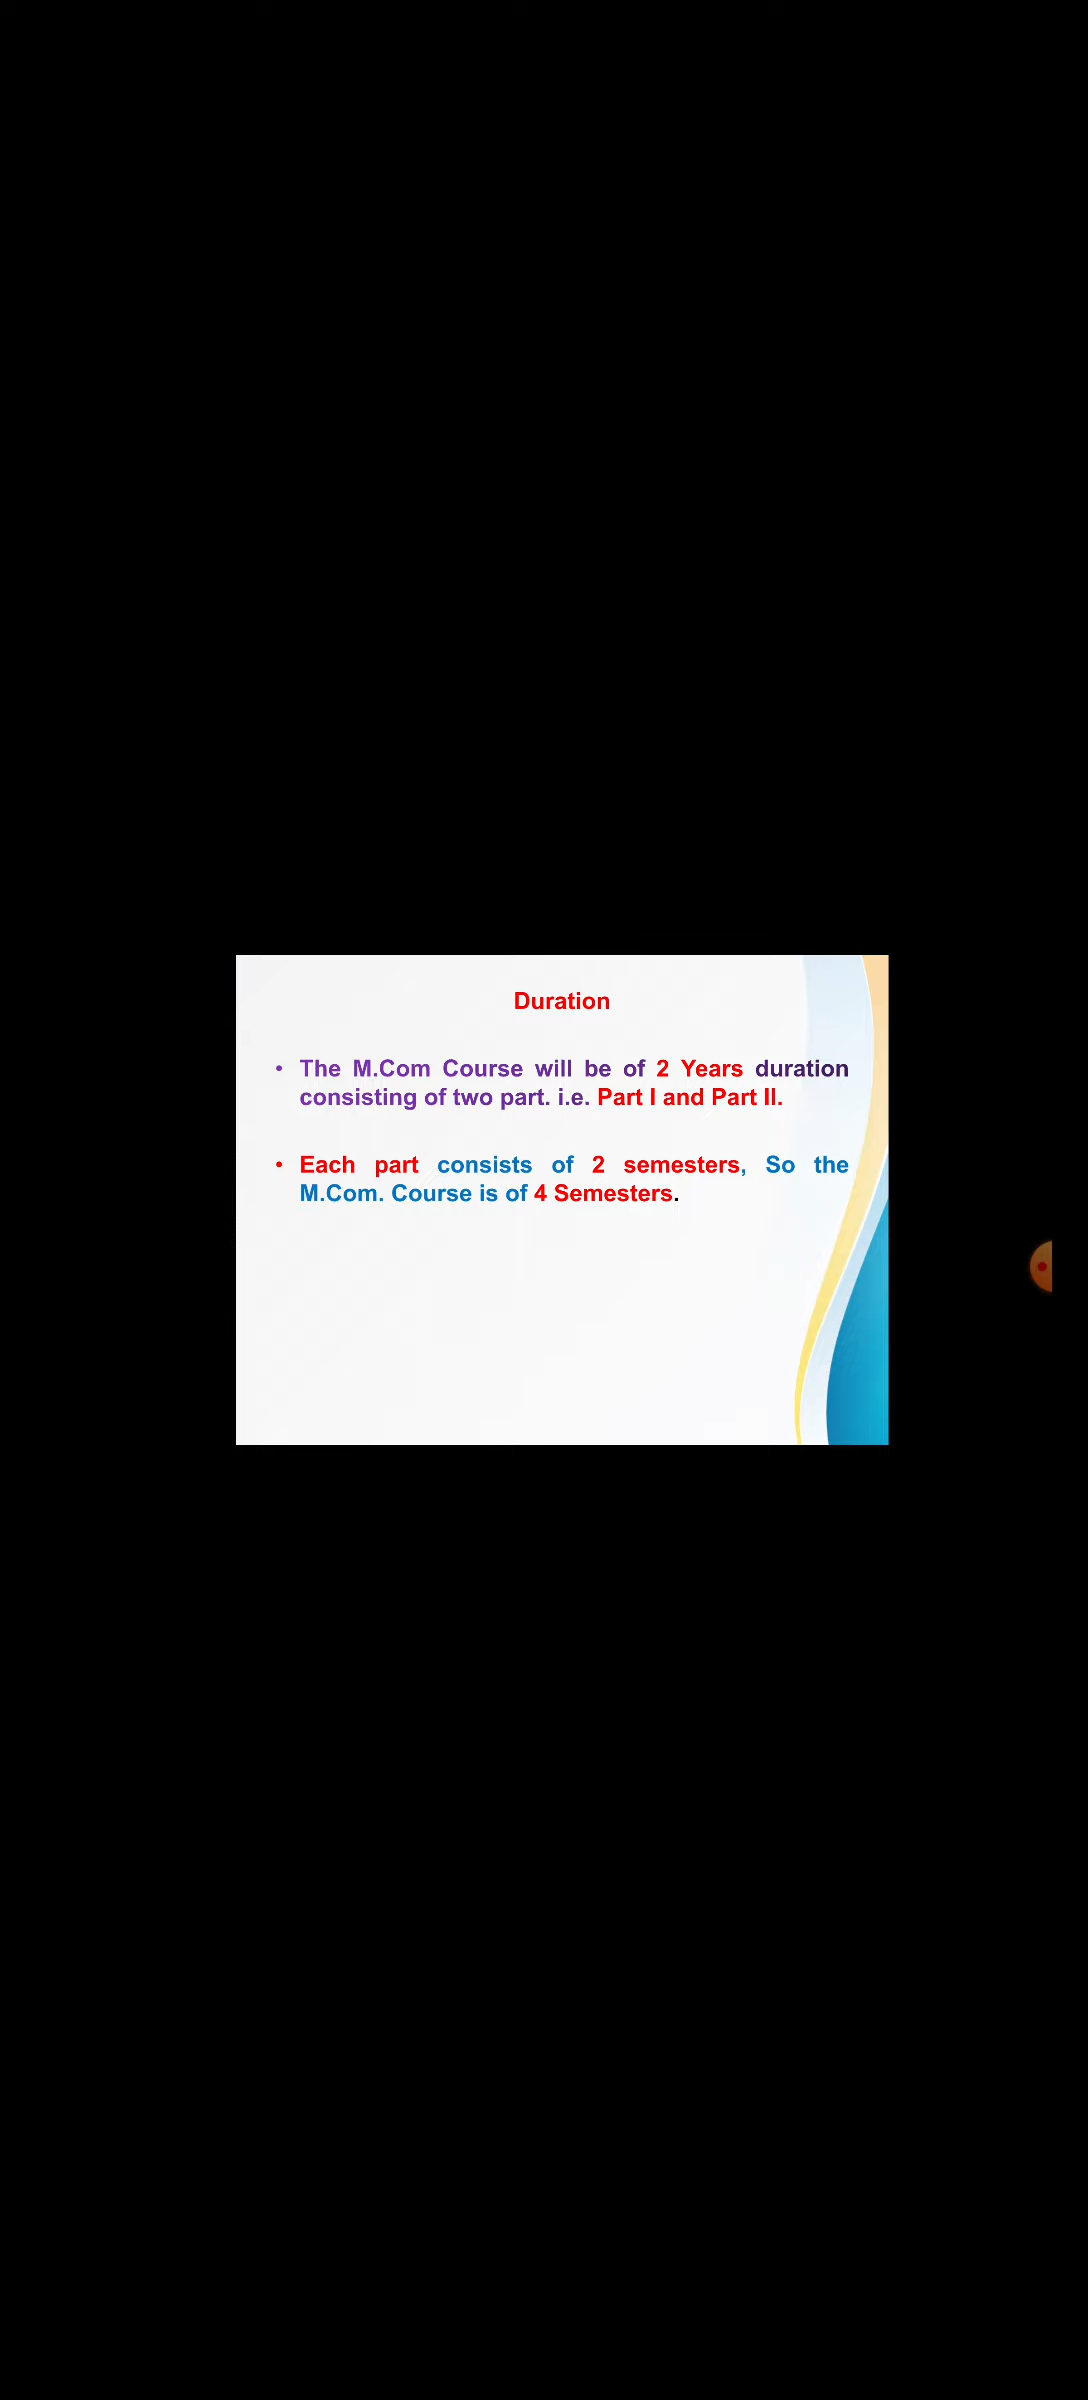 Duration
• The M.Com Course will be of 2 Years duration
consisting of two part. i.e. Part I and Part II.
• Each part consists of 2 semesters, So the
M.Com. Course is of 4 Semesters.